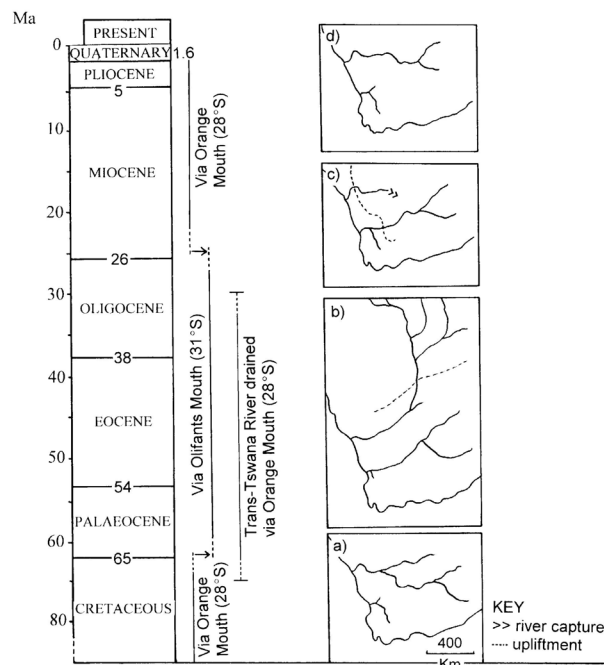 Ma
PRESENT
0
QUATERNARY
1.6
PLIOCENE
5
10
MIOCENE
20
26
30
OLIGOCENE
38
40
EOCENE
50
54
PALAEOCENE
60
65
CRETACEOUS
80
Via Orange
Mouth (28°S)
Via Olifants Mouth (31°S)
Via Orange
Mouth (28°S)
Trans-Tswana River drained
via Orange Mouth (28°S)
d)
c)
b)
a)
400
Km
KEY
>> river capture
--- upliftment